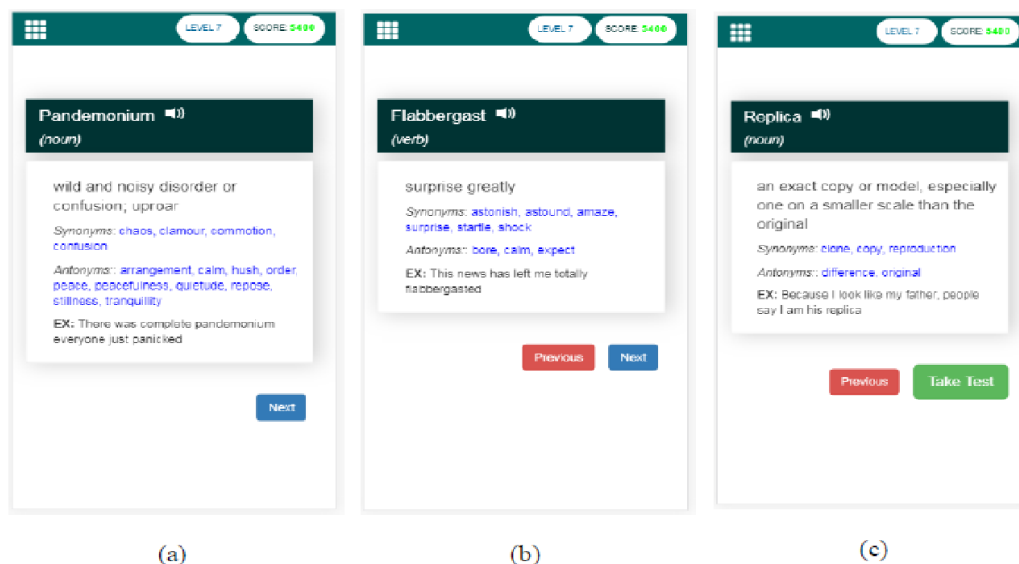 LEVEL 7
SCORE: 5400
Pandemonium
(noun)
wild and noisy disorder or
confusion; uproar
Synonyms: chaos, clamour, commotion,
confusion
Antonyms:: arrangement, calm, hush, order,
peace, peacefulness, quietude, repose,
stillness, tranquillity
EX: There was complete pandemonium
everyone just panicked
Next
(a)
LEVEL 7
SCORE: 5400
Flabbergast
(verb)
surprise greatly
Synonyms: astonish, astound, amaze,
surprise, startle, shock
Antonyms:: bore, calm, expect
EX: This news has left me totally
flabbergasted
Previous
Next
(b)
LEVEL 7
SCORE: 5400
Replica
(noun)
an exact copy or model, especially
one on a smaller scale than the
original
Synonyms: clone, copy, reproduction
Antonyms:: difference, original
EX: Because I look like my father, people
say I am his replica
Previous
Take Test
(c)